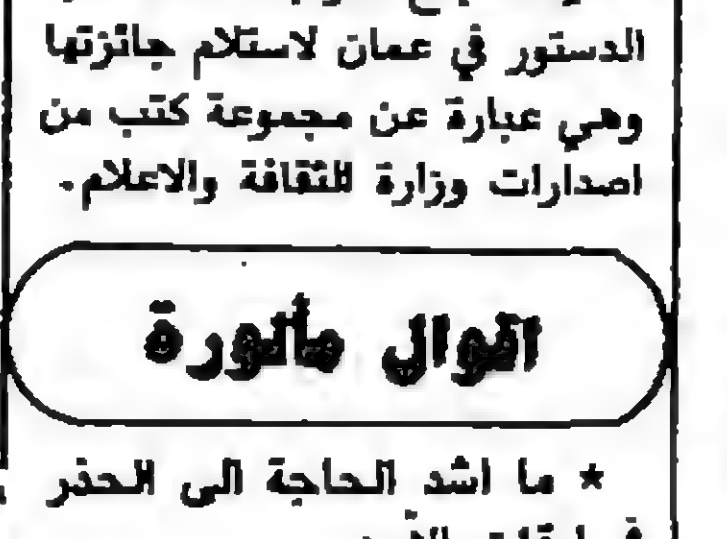 الدستور في عمان لاستلام جائزتها
وهي عبارة عن مجموعة كتب من
اصدارات وزارة الثقافة والاعلام.
اقوال مأثورة
* ما اشد الحاجة الى الحذر